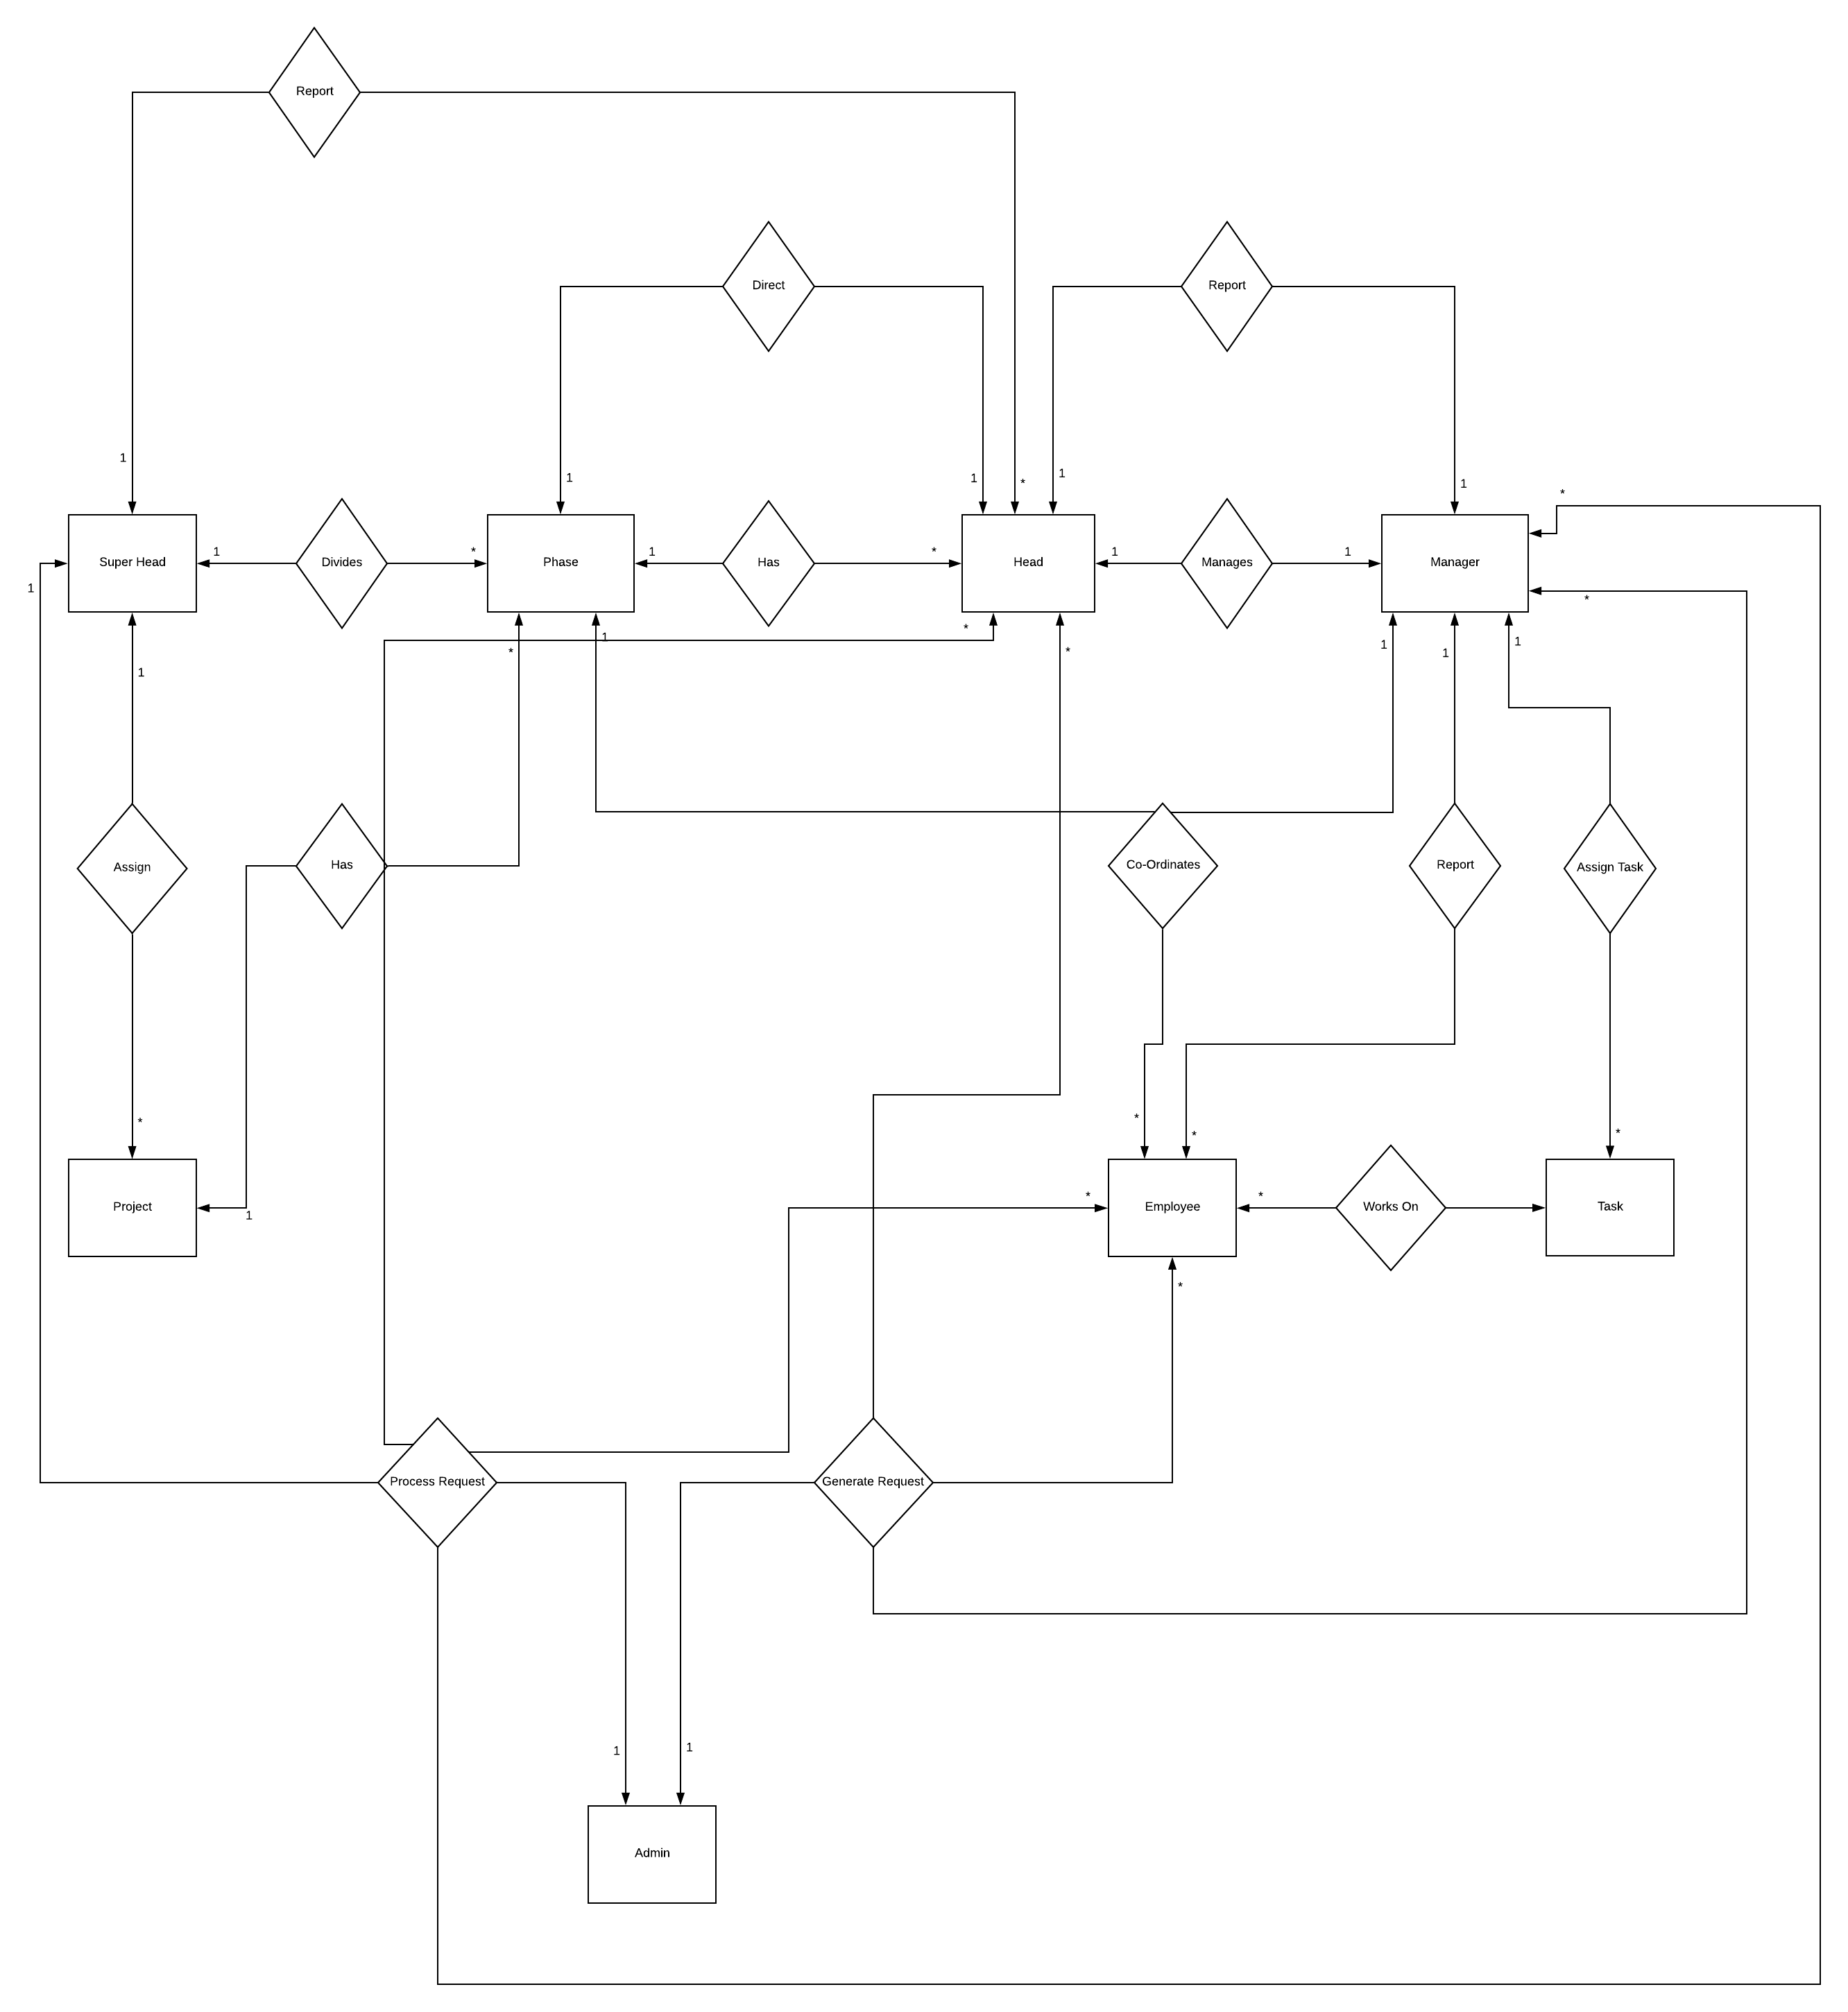 Report
Direct
Report
1
1
1
*
1
1
*
Super Head
1
Divides
*
Phase
1
Has
*
Head
1
Manages
1
Manager
1
*
*
1
*
*
1
1
1
1
Assign
Has
Co-Ordinates
Report
Assign Task
*
*
*
*
Project
1
*
Employee
*
Works On
Task
*
Process Request
Generate Request
1
1
Admin